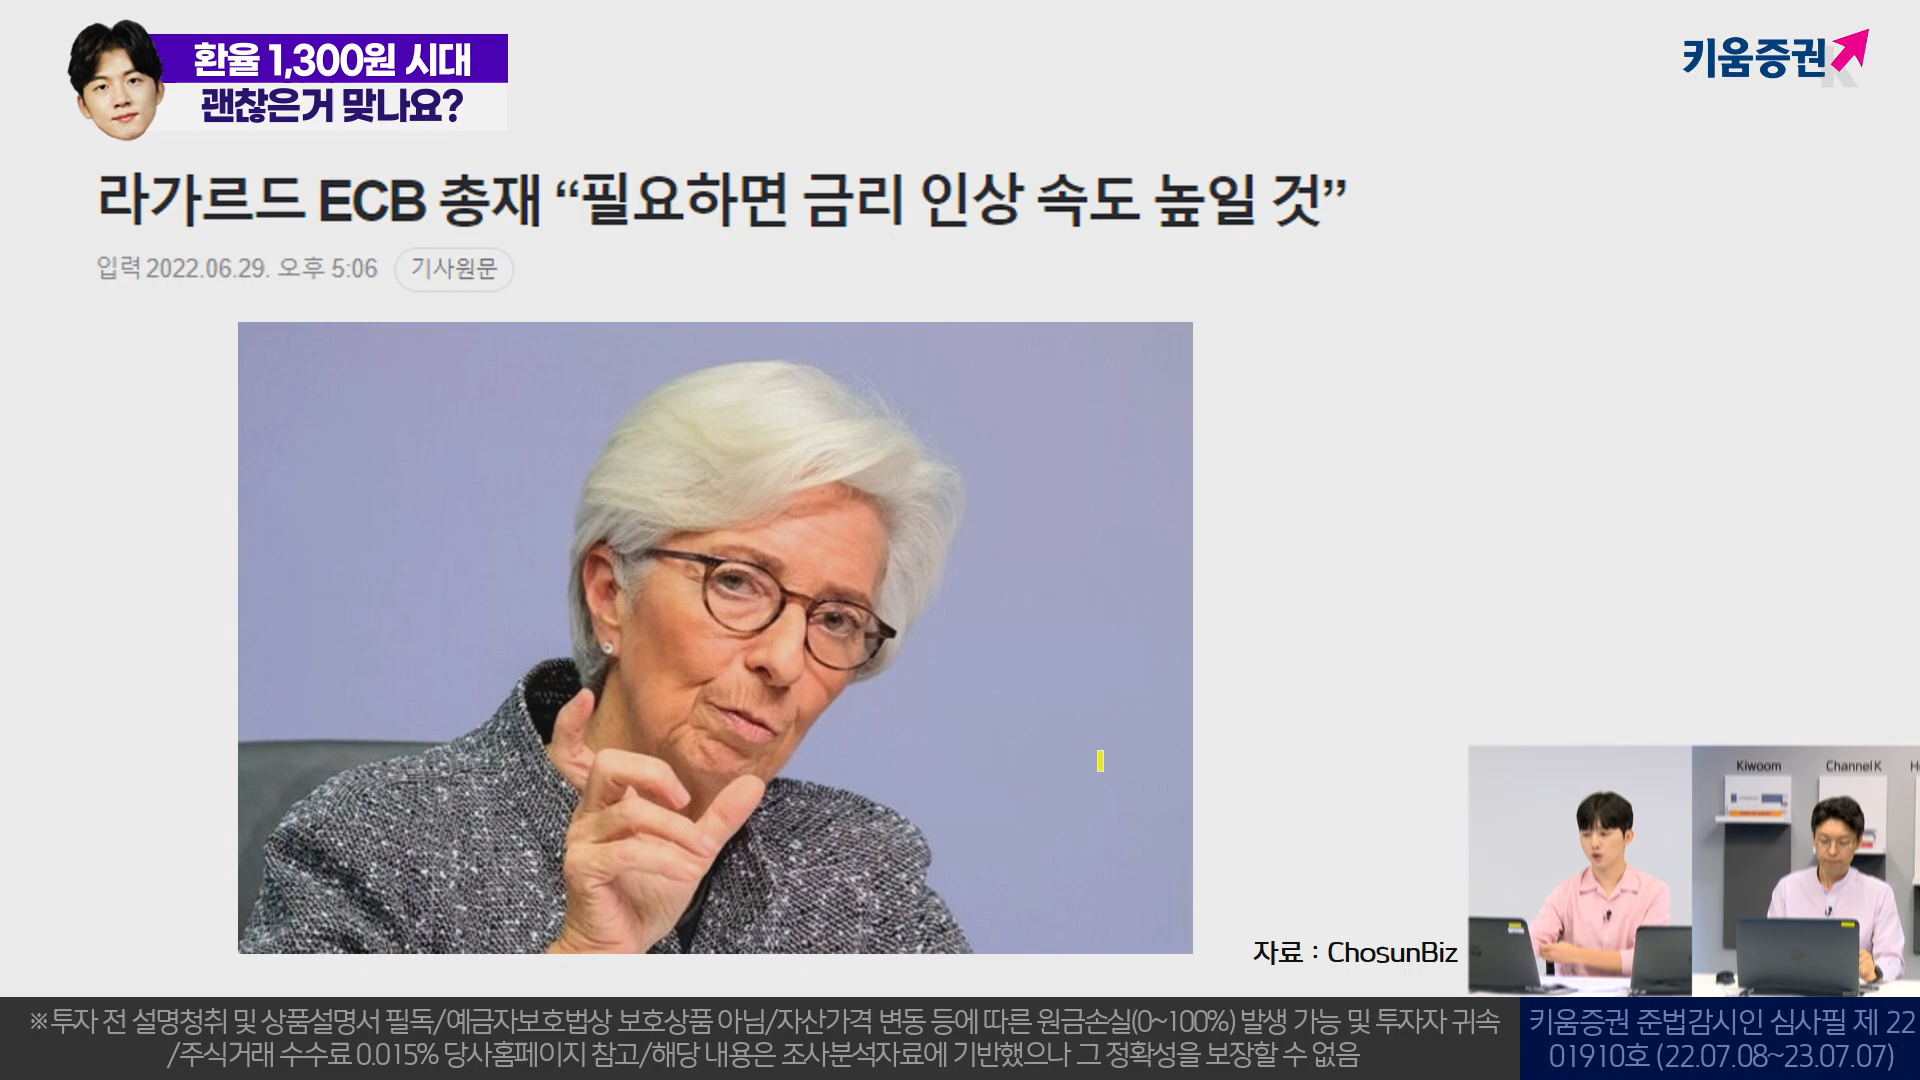 환율 1,300원 시대
괜찮은거 맞나요?
키움증권
라가르드 ECB 총재 “필요하면 금리 인상 속도 높일 것”
입력 2022.06.29. 오후 5:06 기사원문
Kiwoom
Channel K
자료 : ChosunBiz
※투자 전 설명청취 및 상품설명서 필독/예금자보호법상 보호상품 아님/자산가격 변동 등에 따른 원금손실(0~100%) 발생 가능 및 투자자 귀속
/주식거래 수수료 0.015% 당사홈페이지 참고/해당 내용은 조사분석자료에 기반했으나 그 정확성을 보장할 수 없음
키움증권 준법감시인 심사필 제 22
01910호 (22.07.08~23.07.07)